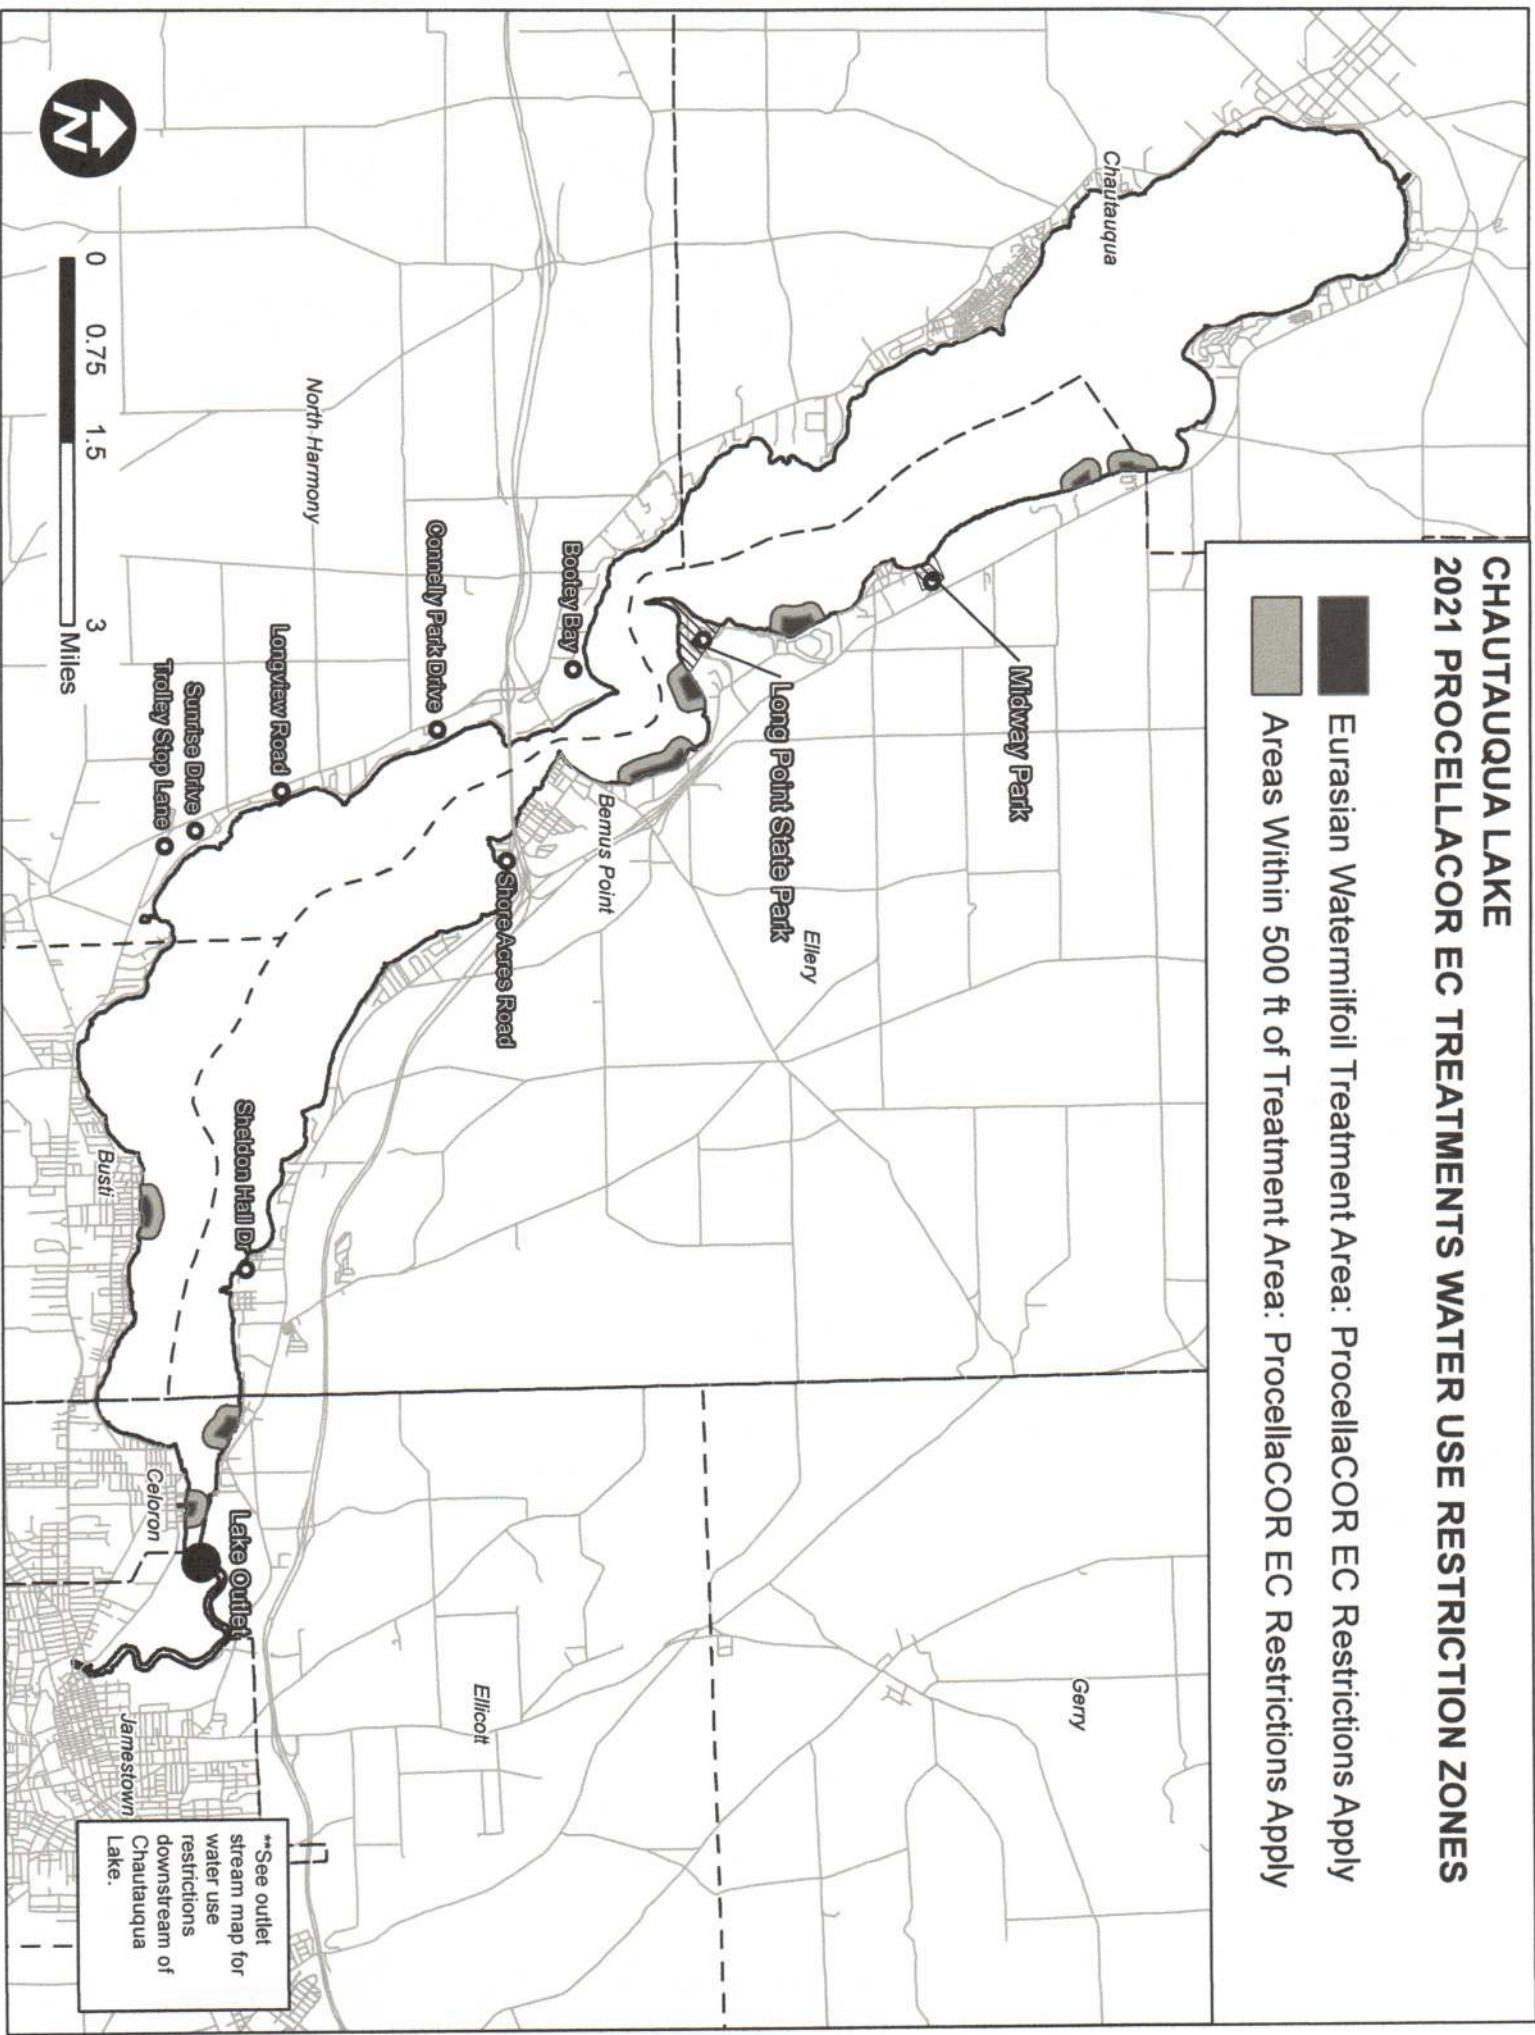 CHAUTAUQUA LAKE
2021 PROCELLACOR EC TREATMENTS WATER USE RESTRICTION ZONES
Eurasian Watermilfoil Treatment Area: ProcellaCOR EC Restrictions Apply
Areas Within 500 ft of Treatment Area: ProcellaCOR EC Restrictions Apply
Chautauqua
Midway Park
Long Point State Park
Ellery
Gerry
Bemus Point
Bootey Bay
Shore Acres Road
Connelly Park Drive
North Harmony
Longview Road
Sunrise Drive
Trolley Stop Lane
Sheldon Hall Dr
Ellicott
Lake Outlet
Busti
Celoron
Jamestown
**See outlet
stream map for
water use
restrictions
downstream of
Chautauqua
Lake.
N
0 0.75 1.5 3
Miles